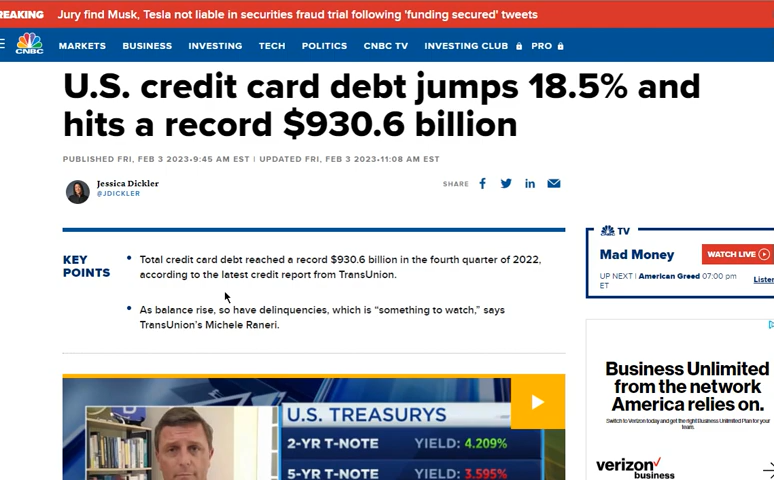 REAKING Jury find Musk, Tesla not liable in securities fraud trial following 'funding secured' tweets
CNBC MARKETS BUSINESS INVESTING TECH POLITICS CNBC TV INVESTING CLUB PRO
U.S. credit card debt jumps 18.5% and
hits a record $930.6 billion
PUBLISHED FRI, FEB 3 2023•9:45 AM EST | UPDATED FRI, FEB 3 2023•11:08 AM EST
Jessica Dickler
@JDICKLER
SHARE
KEY
POINTS
• Total credit card debt reached a record $930.6 billion in the fourth quarter of 2022,
according to the latest credit report from TransUnion.
• As balance rise, so have delinquencies, which is “something to watch,” says
TransUnion’s Michele Raneri.
U.S. TREASURYS
2-YR T-NOTE YIELD: 4.209%
5-YR T-NOTE YIELD: 3.595%
CNBC TV
Mad Money
WATCH LIVE
UP NEXT | American Greed 07:00 pm
ET
Listen
Business Unlimited
from the network
America relies on.
Switch to Verizon today and get the right Business Unlimited Plan for your
team.
verizon✓
business